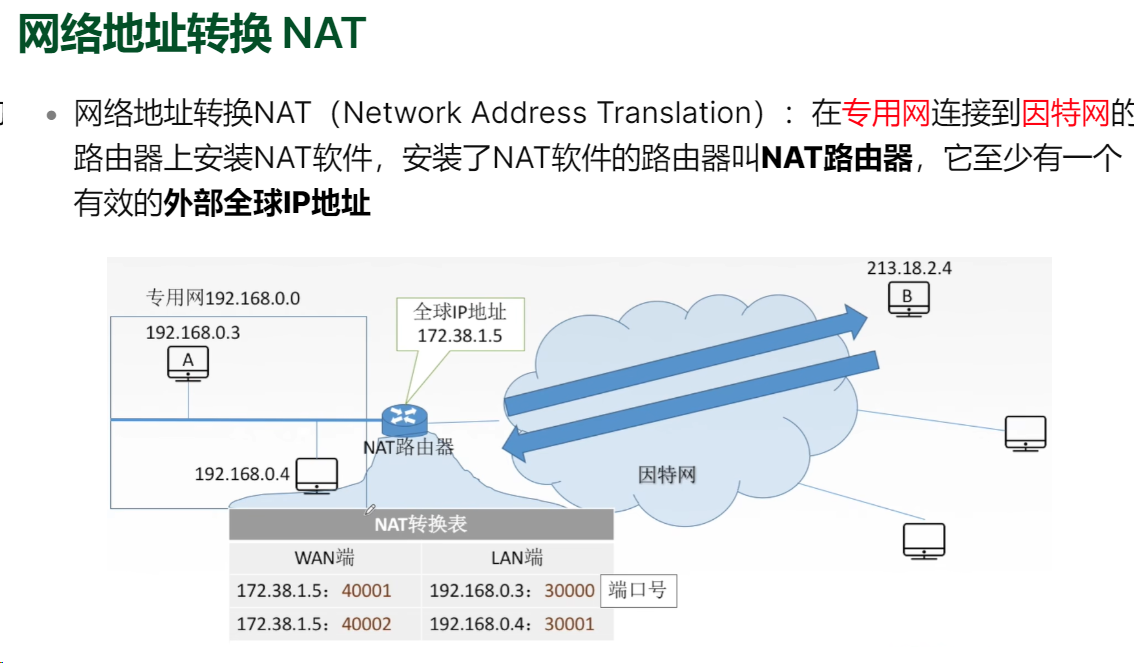 网络地址转换 NAT
网络地址转换NAT（Network Address Translation）：在专用网连接到因特网的
路由器上安装NAT软件，安装了NAT软件的路由器叫NAT路由器，它至少有一个
有效的外部全球IP地址
213.18.2.4
B
专用网192.168.0.0
192.168.0.3
A
全球IP地址
172.38.1.5
NAT路由器
192.168.0.4
因特网
NAT转换表
WAN端 LAN端
172.38.1.5：40001 192.168.0.3：30000 端口号
172.38.1.5：40002 192.168.0.4：30001